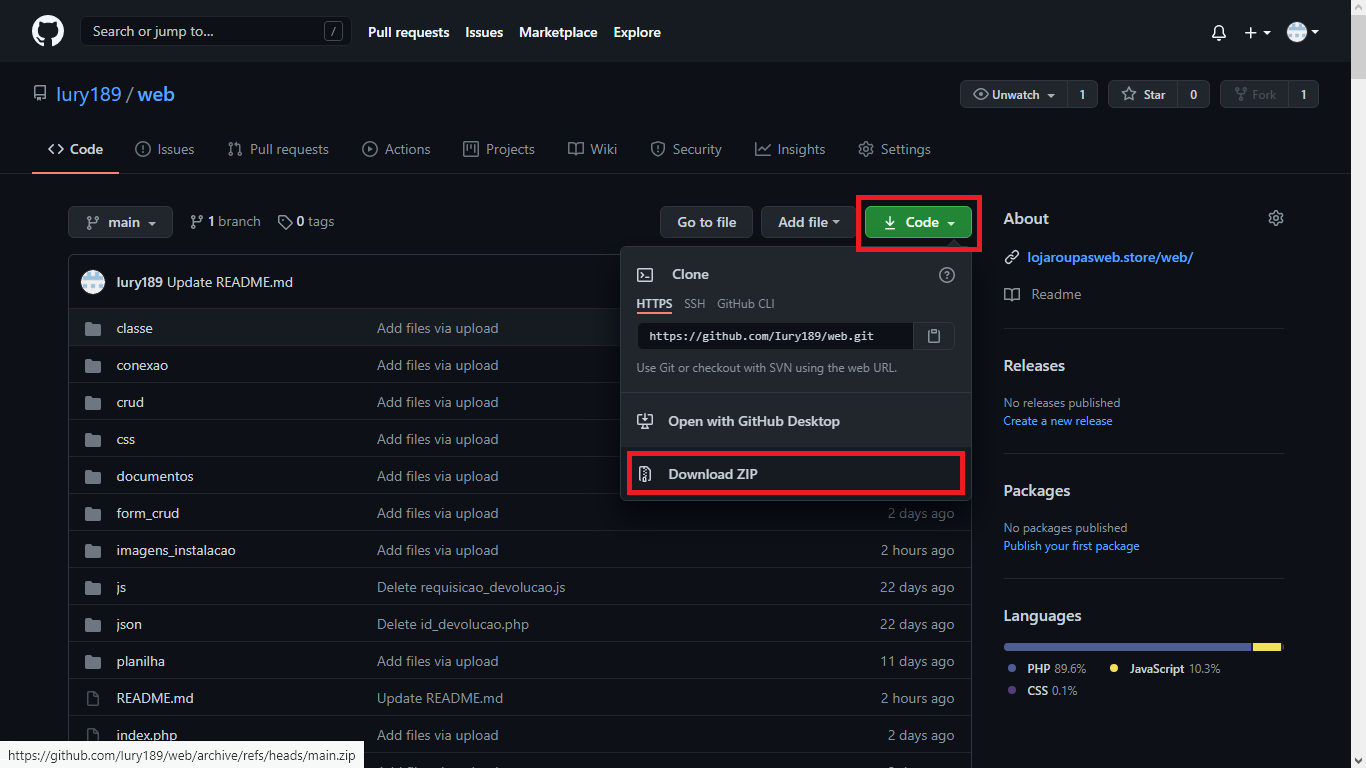 Search or jump to... /
Pull requests Issues Marketplace Explore
Iury189 / web
Unwatch 1 Star 0 Fork 1
Code Issues Pull requests Actions Projects Wiki Security Insights Settings
main 1 branch 0 tags Go to file Add file Code
Iury189 Update README.md
classe Add files via upload
conexao Add files via upload
crud Add files via upload
css Add files via upload
documentos Add files via upload
form_crud Add files via upload 2 days ago
imagens_instalacao Add files via upload 2 hours ago
js Delete requisicao_devolucao.js 22 days ago
json Delete id_devolucao.php 22 days ago
planilha Add files via upload 11 days ago
README.md Update README.md 2 hours ago
index.php Add files via upload
Clone
HTTPS SSH GitHub CLI
https://github.com/Iury189/web.git
Use Git or checkout with SVN using the web URL.
Open with GitHub Desktop
Download ZIP
About
lojaroupasweb.store/web/
Readme
Releases
No releases published
Create a new release
Packages
No packages published
Publish your first package
Languages
PHP 89.6% JavaScript 10.3%
CSS 0.1%
https://github.com/Iury189/web/archive/refs/heads/main.zip